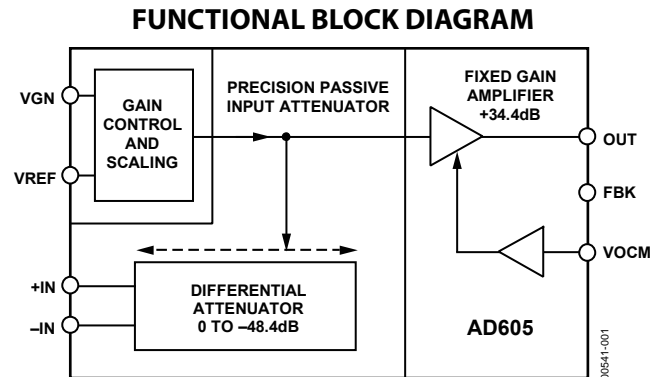 FUNCTIONAL BLOCK DIAGRAM
VGN
VREF
GAIN
CONTROL
AND
SCALING
PRECISION PASSIVE
INPUT ATTENUATOR
FIXED GAIN
AMPLIFIER
+34.4dB
OUT
FBK
VOCM
+IN
–IN
DIFFERENTIAL
ATTENUATOR
0 TO –48.4dB
AD605
00541-001